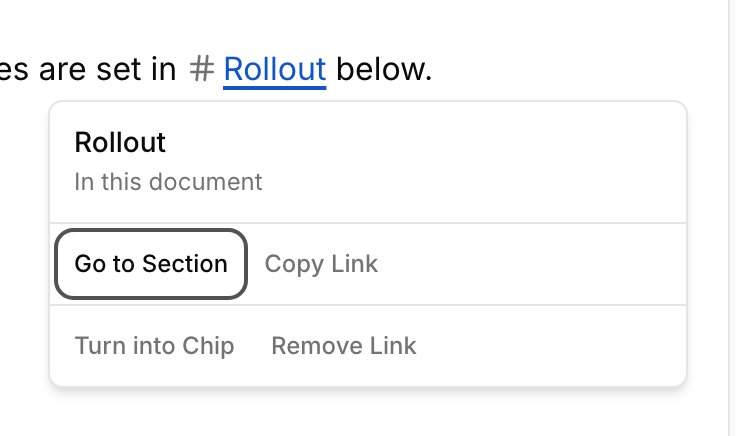 es are set in # Rollout below.
Rollout
In this document
Go to Section Copy Link
Turn into Chip Remove Link